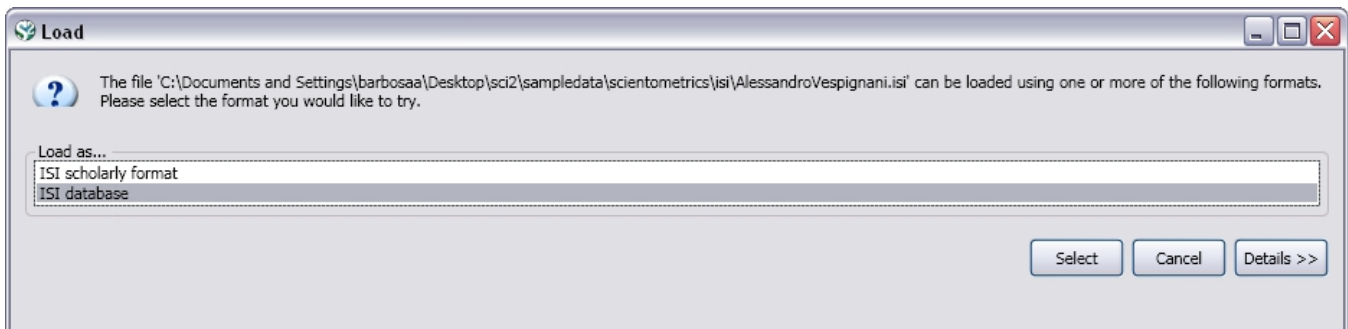 Load
The file 'C:\Documents and Settings\barbosaa\Desktop\sci2\sampledata\scientometrics\isi\AlessandroVespignani.isi' can be loaded using one or more of the following formats.
Please select the format you would like to try.
Load as...
ISI scholarly format
ISI database
Select Cancel Details >>